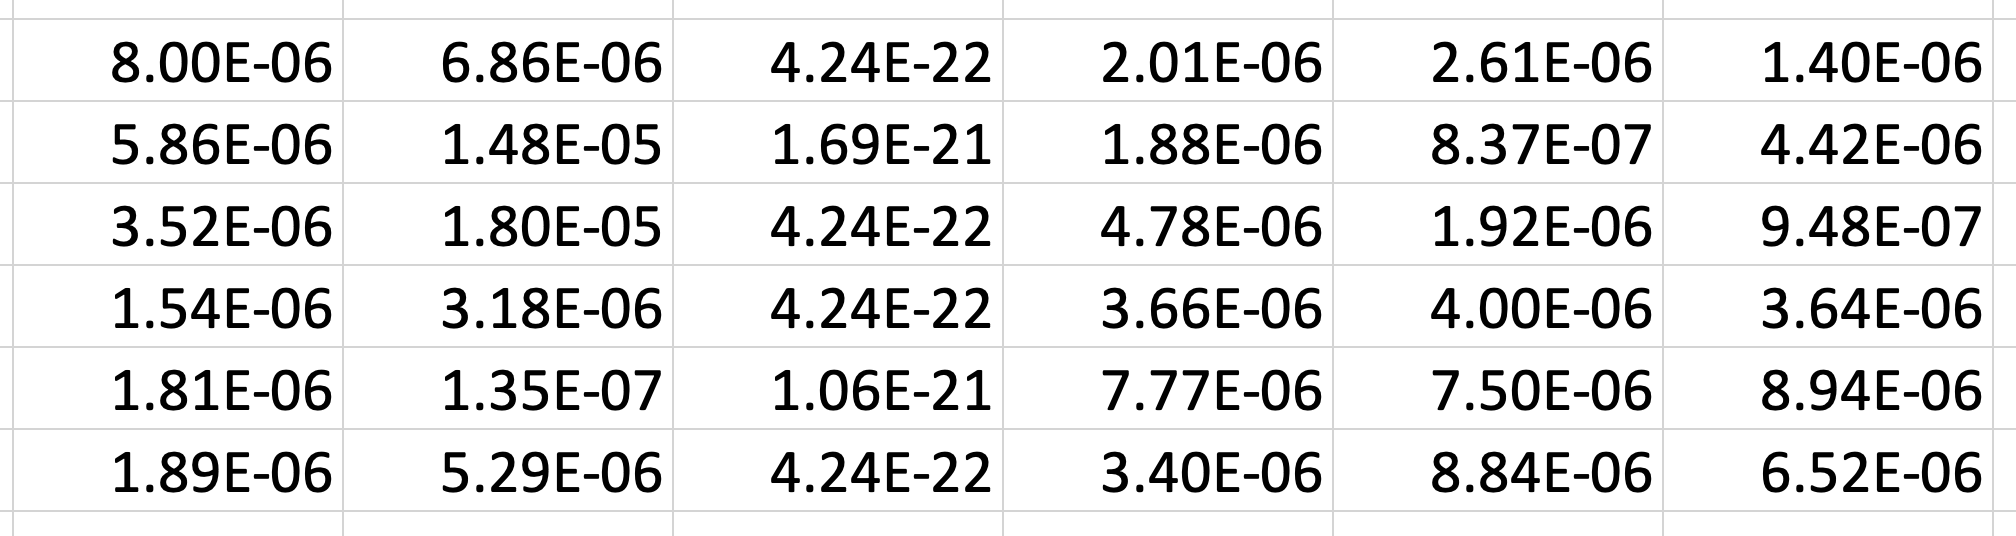 8.00E-06 6.86E-06 4.24E-22 2.01E-06 2.61E-06 1.40E-06
5.86E-06 1.48E-05 1.69E-21 1.88E-06 8.37E-07 4.42E-06
3.52E-06 1.80E-05 4.24E-22 4.78E-06 1.92E-06 9.48E-07
1.54E-06 3.18E-06 4.24E-22 3.66E-06 4.00E-06 3.64E-06
1.81E-06 1.35E-07 1.06E-21 7.77E-06 7.50E-06 8.94E-06
1.89E-06 5.29E-06 4.24E-22 3.40E-06 8.84E-06 6.52E-06